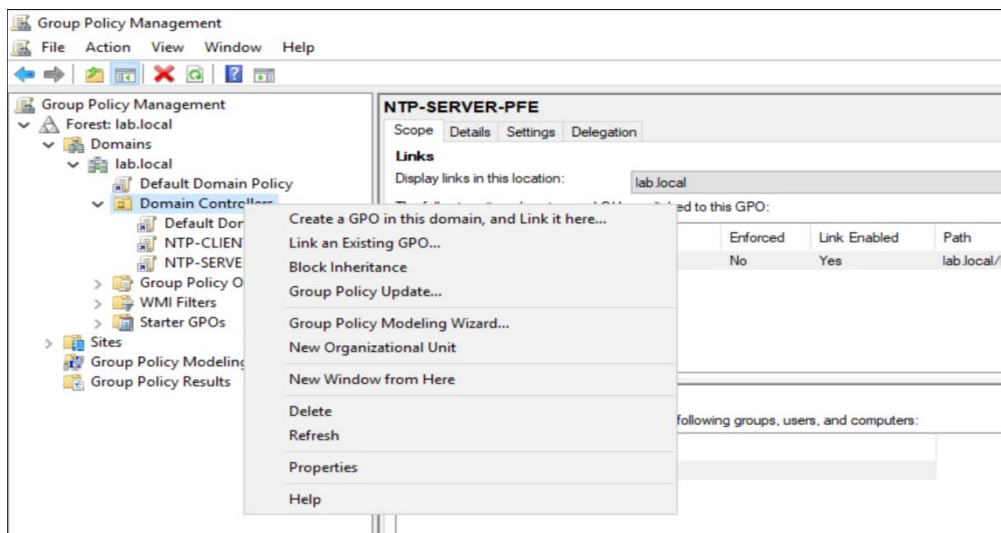 Group Policy Management
File Action View Window Help
Group Policy Management
Forest: lab.local
Domains
lab.local
Default Domain Policy
Domain Controllers
Default Dor
NTP-CLIEN
NTP-SERVE
Group Policy O
WMI Filters
Starter GPOs
Sites
Group Policy Modeling
Group Policy Results
Create a GPO in this domain, and Link it here...
Link an Existing GPO...
Block Inheritance
Group Policy Update...
Group Policy Modeling Wizard...
New Organizational Unit
New Window from Here
Delete
Refresh
Properties
Help
NTP-SERVER-PFE
Scope Details Settings Delegation
Links
Display links in this location: lab.local
ked to this GPO:
Enforced Link Enabled Path
No Yes lab.local/
following groups, users, and computers: